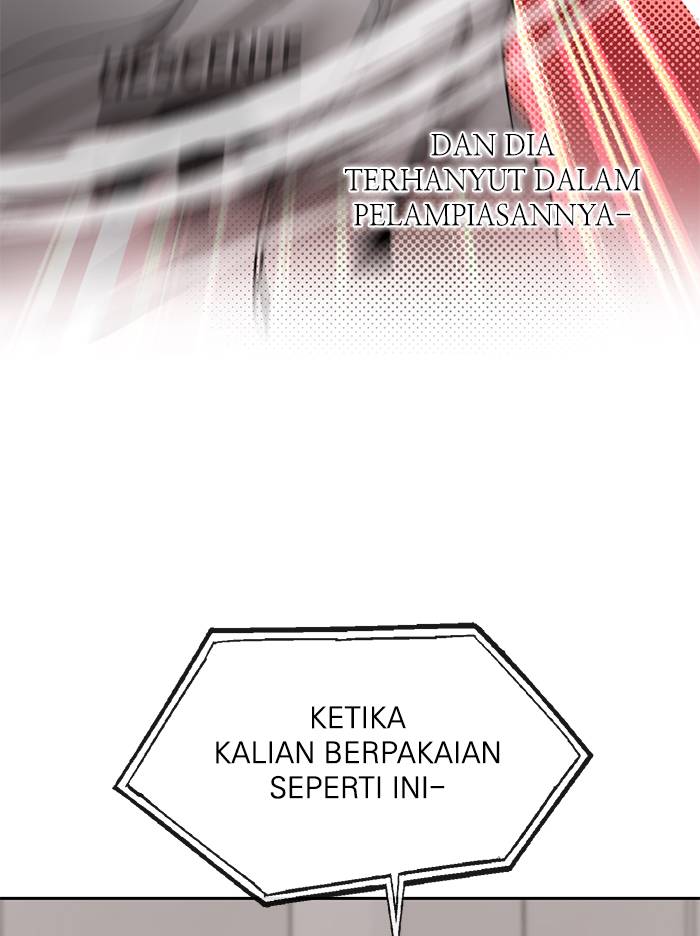 DAN DIA
TERHANYUT DALAM
PELAMPIASANNYA-
KETIKA
KALIAN BERPAKAIAN
SEPERTI INI-